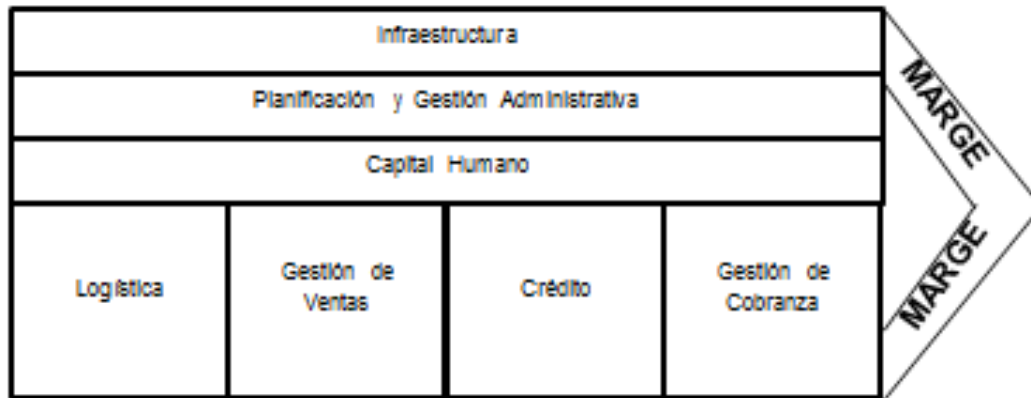 Infraestructura
Planificación y Gestión Administrativa
Capital Humano
Logística
Gestión de
Ventas
Crédito
Gestión de
Cobranza
MARGE
MARGE